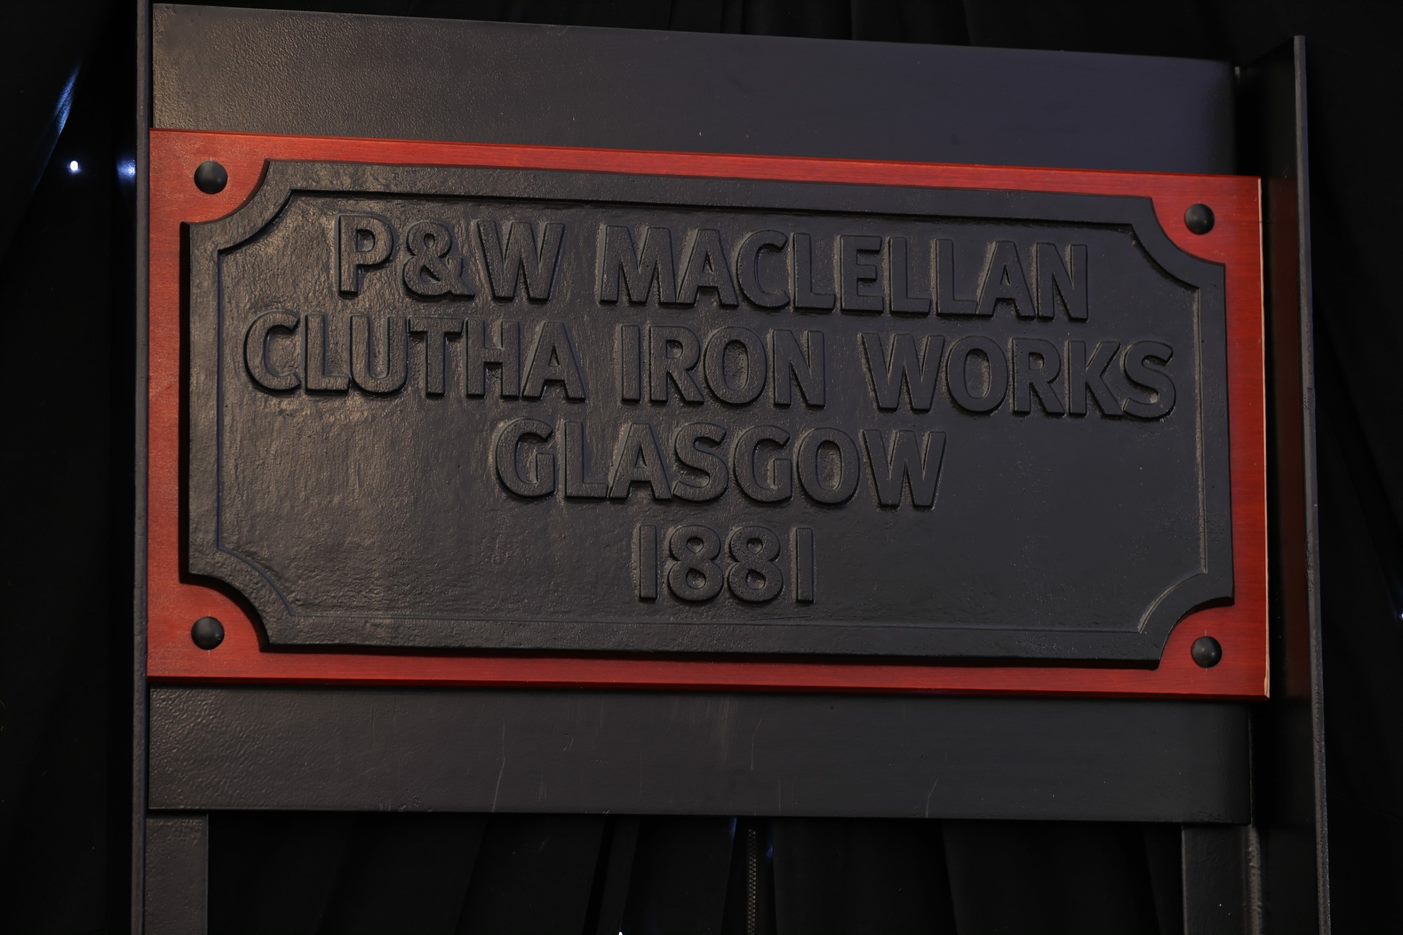 P&W MACLELLAN
CLUTHA IRON WORKS
GLASGOW
1881